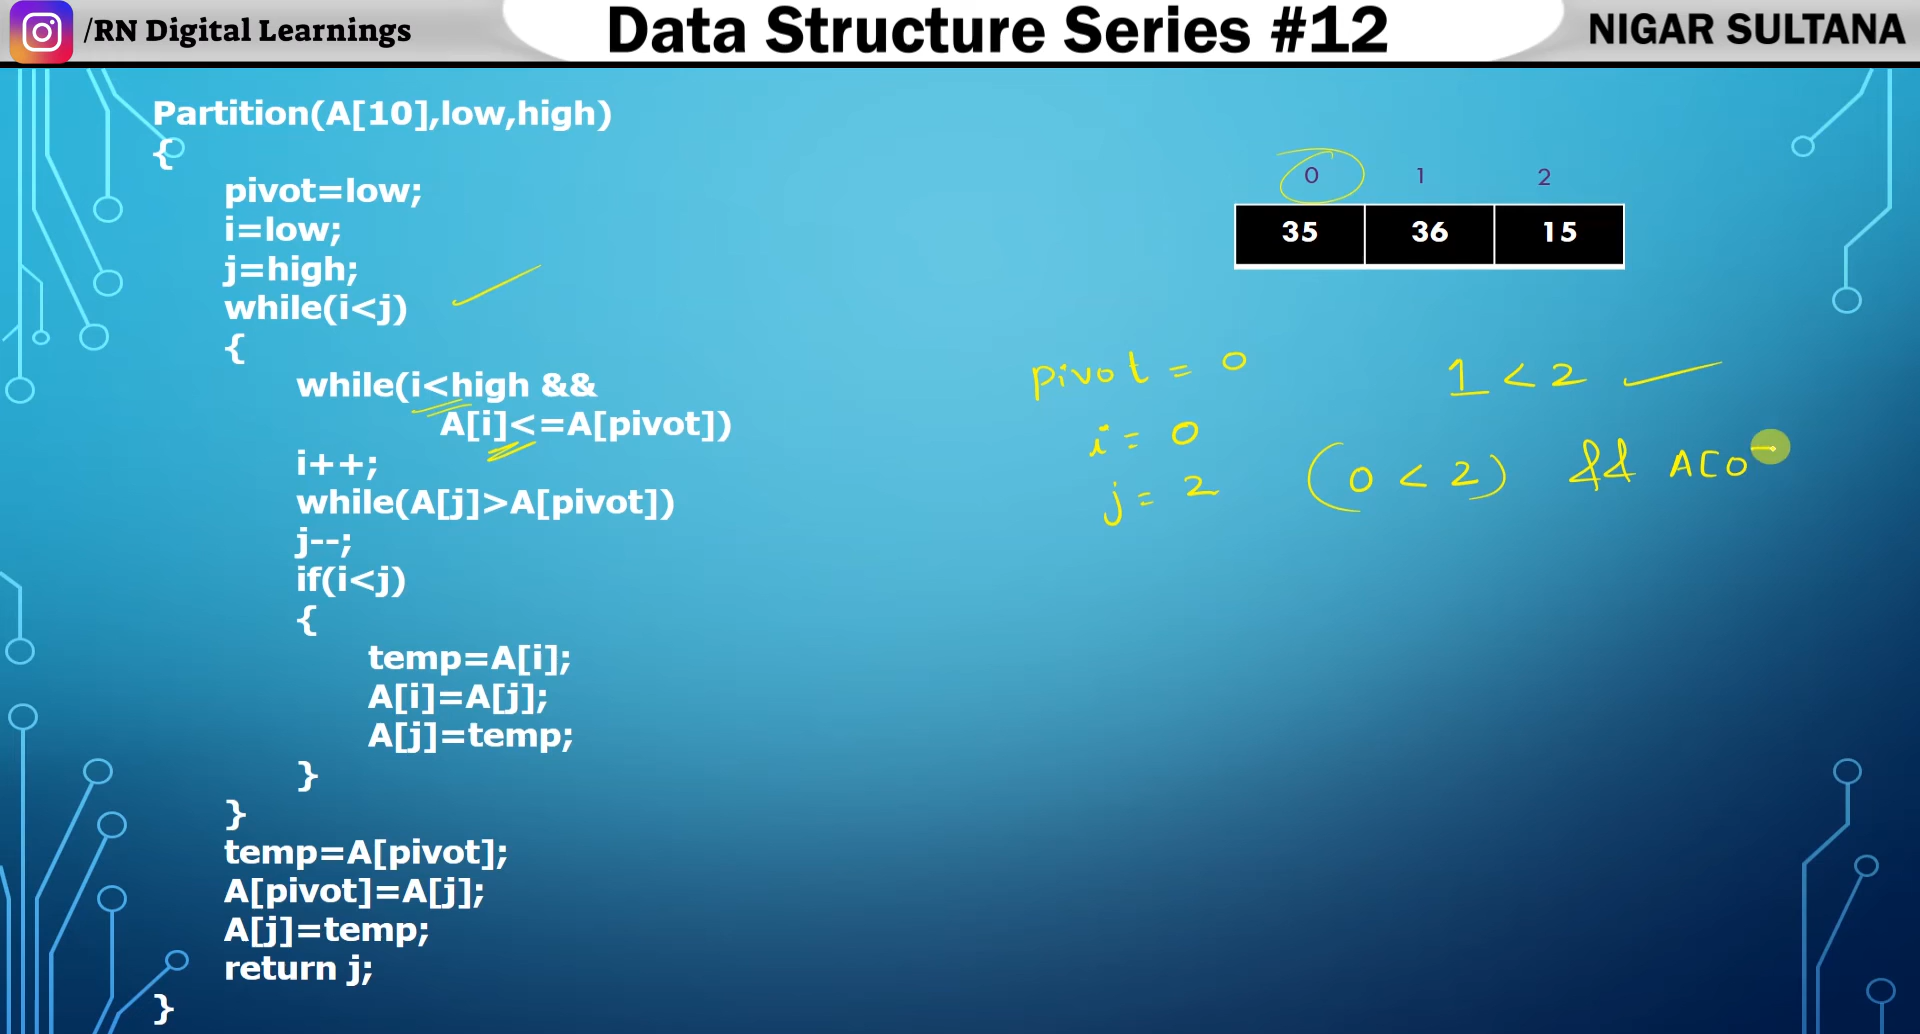 /RN Digital Learnings
Data Structure Series #12
NIGAR SULTANA
Partition(A[10],low,high)
{
pivot=low;
i=low;
j=high;
while(i<j)
{
while(i<high &&
A[i]<=A[pivot])
i++;
while(A[j]>A[pivot])
j--;
if(i<j)
{
temp=A[i];
A[i]=A[j];
A[j]=temp;
}
}
temp=A[pivot];
A[pivot]=A[j];
A[j]=temp;
return j;
}
0 1 2
35 36 15
pivot = 0
1 < 2
i = 0
j = 2
(0 < 2) && A[0